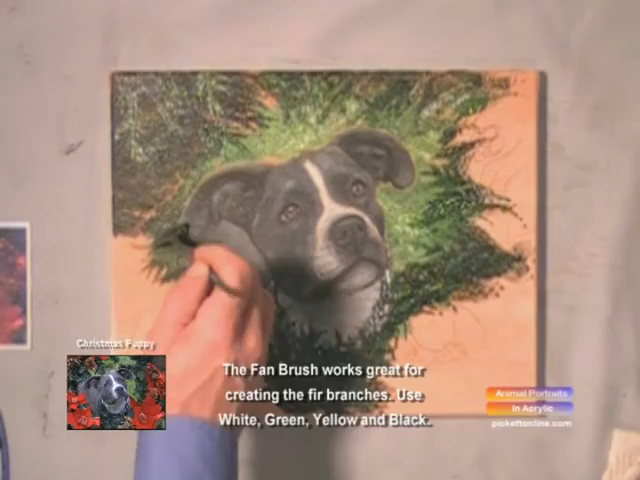 Christmas Puppy
The Fan Brush works great for
creating the fir branches. Use
White, Green, Yellow and Black.
Animal Portraits
In Acrylic
pickettonline.com